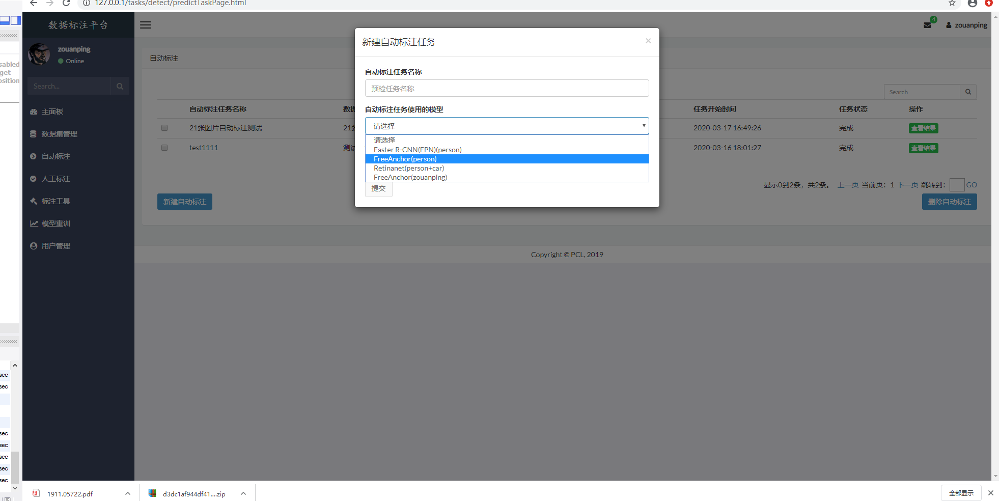 127.0.0.1/tasks/detect/predictTaskPage.html
数据标注平台
4
zouanping
zouanping
Online
Search...
主面板
数据集管理
自动标注
人工标注
标注工具
模型重训
用户管理
自动标注
Search
自动标注任务名称
任务开始时间
任务状态
操作
21张图片自动标注测试
2020-03-17 16:49:26
完成
查看结果
test1111
测试
2020-03-16 18:01:27
完成
查看结果
显示0到2条，共2条。 上一页 当前页：1 下一页 跳转到： GO
新建自动标注
删除自动标注
新建自动标注任务
×
自动标注任务名称
预检任务名称
自动标注任务使用的模型
请选择
请选择
Faster R-CNN(FPN)(person)
FreeAnchor(person)
Retinanet(person+car)
FreeAnchor(zouanping)
提交
Copyright © PCL, 2019
sec
sec
sec
sec
sec
sec
sec
1911.05722.pdf
d3dc1af944df41....zip
全部显示